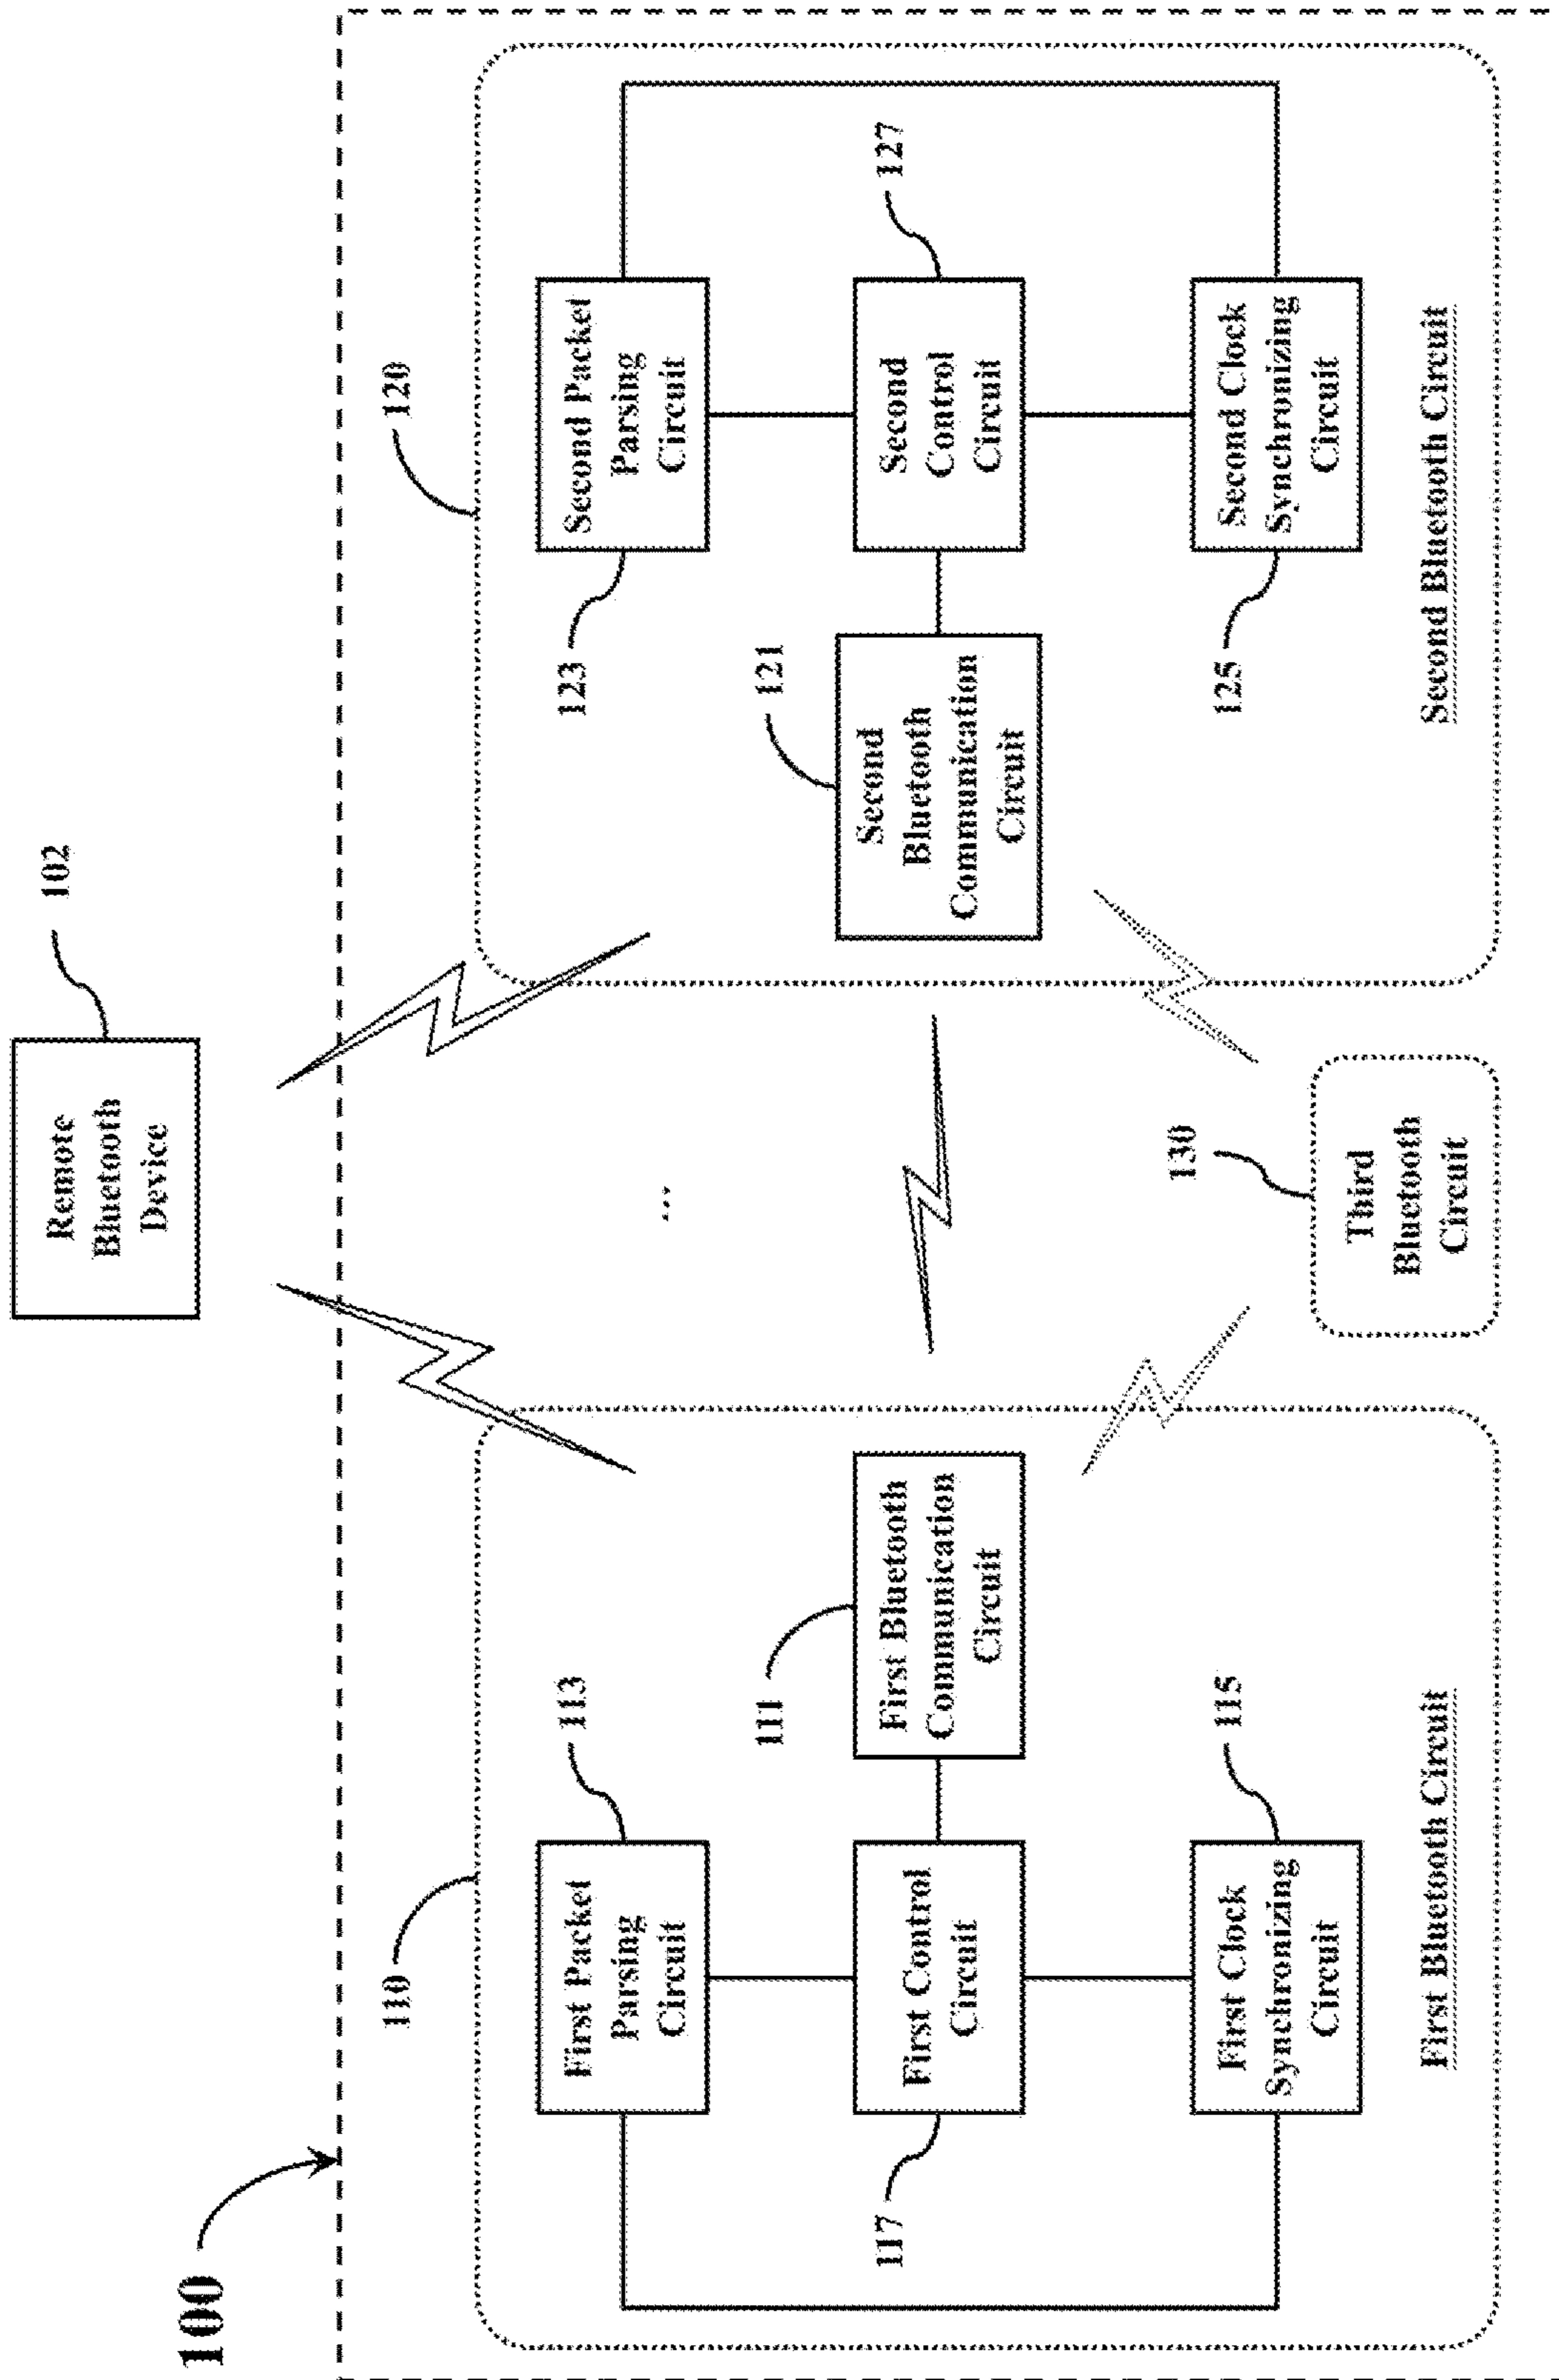 100
Remote
Bluetooth
Device
102
110
First Packet
Parsing
Circuit
113
First Control
Circuit
117
First Bluetooth
Communication
Circuit
111
First Clock
Synchronizing
Circuit
115
First Bluetooth Circuit
...
Third
Bluetooth
Circuit
130
120
Second Packet
Parsing
Circuit
123
Second
Bluetooth
Communication
Circuit
121
Second
Control
Circuit
127
Second Clock
Synchronizing
Circuit
125
Second Bluetooth Circuit